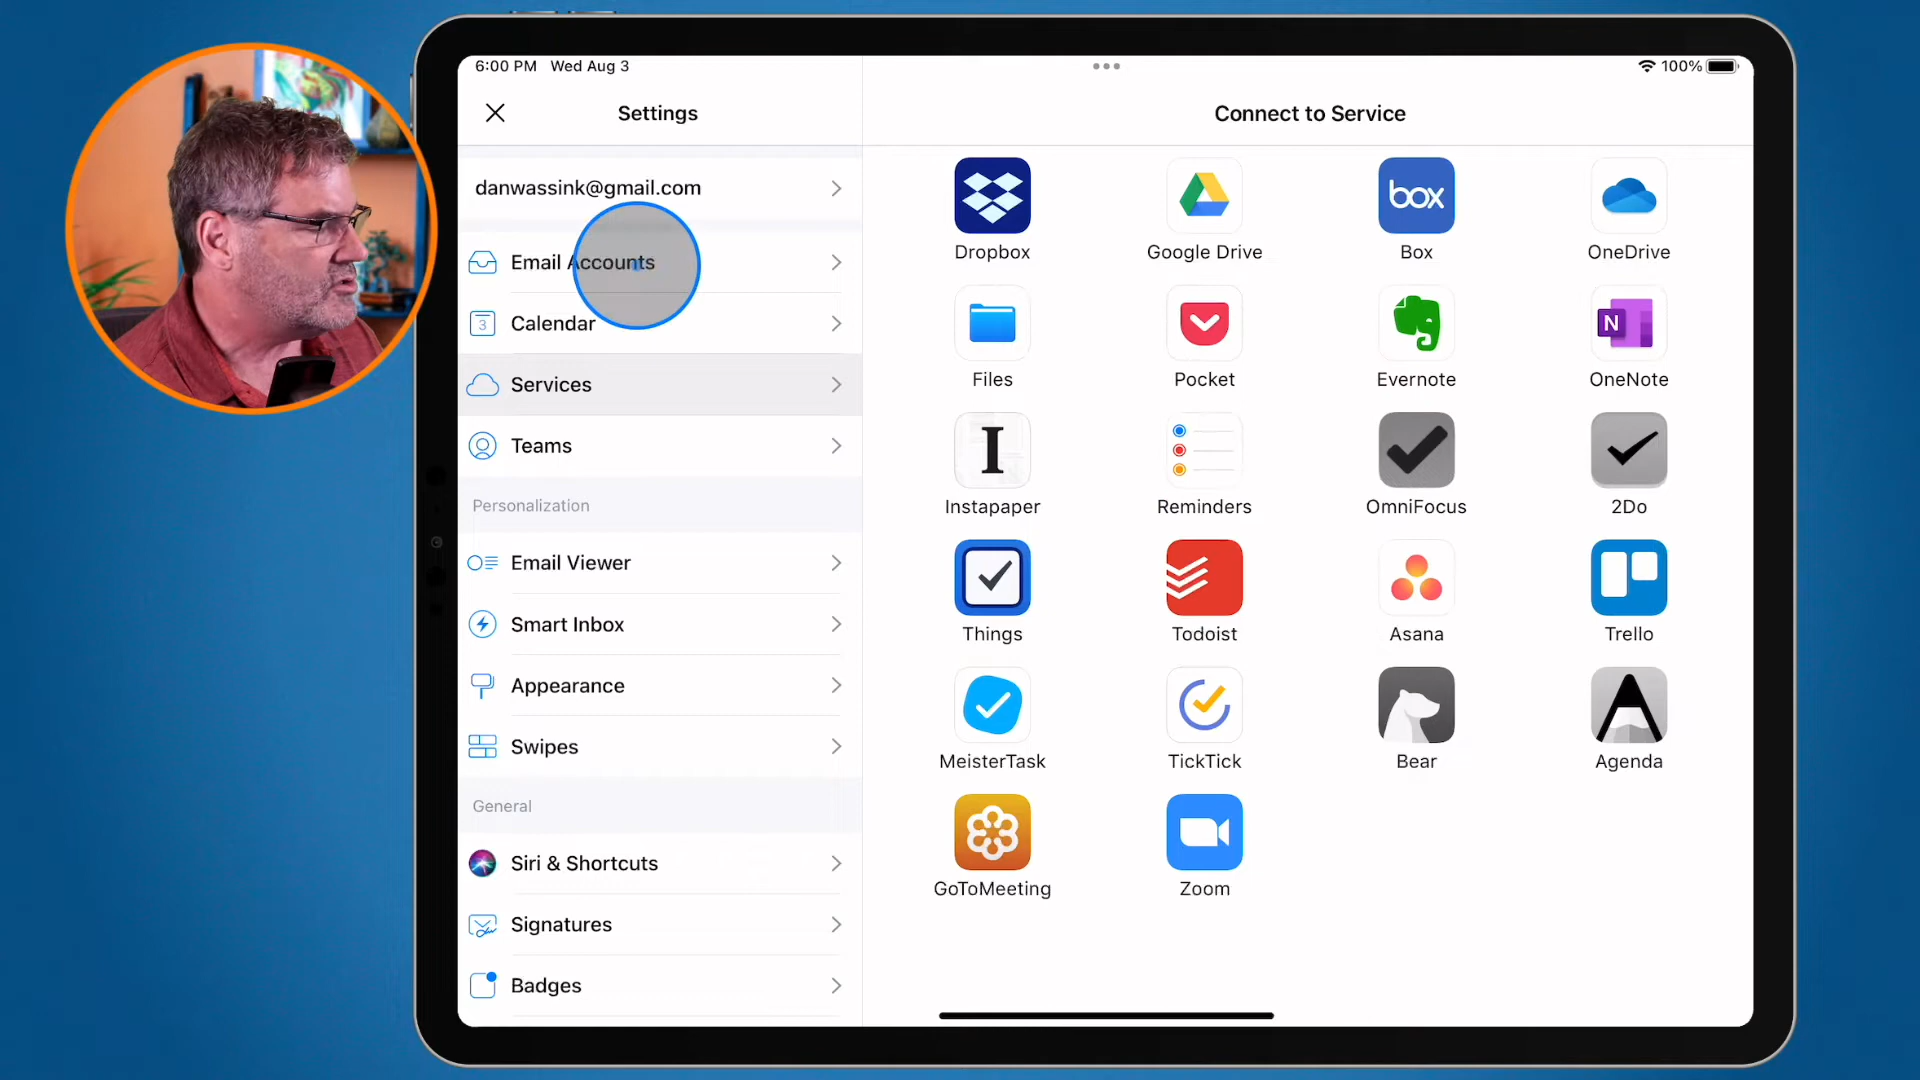 6:00 PM Wed Aug 3
100%
Settings
danwassink@gmail.com
Email Accounts
Calendar
3
Services
Teams
Personalization
Email Viewer
Smart Inbox
Appearance
Swipes
General
Siri & Shortcuts
Signatures
Badges
Connect to Service
box
Dropbox
Google Drive
Box
OneDrive
N
Files
Pocket
Evernote
OneNote
I
Instapaper
Reminders
OmniFocus
2Do
Things
Todoist
Asana
Trello
MeisterTask
TickTick
Bear
Agenda
GoToMeeting
Zoom